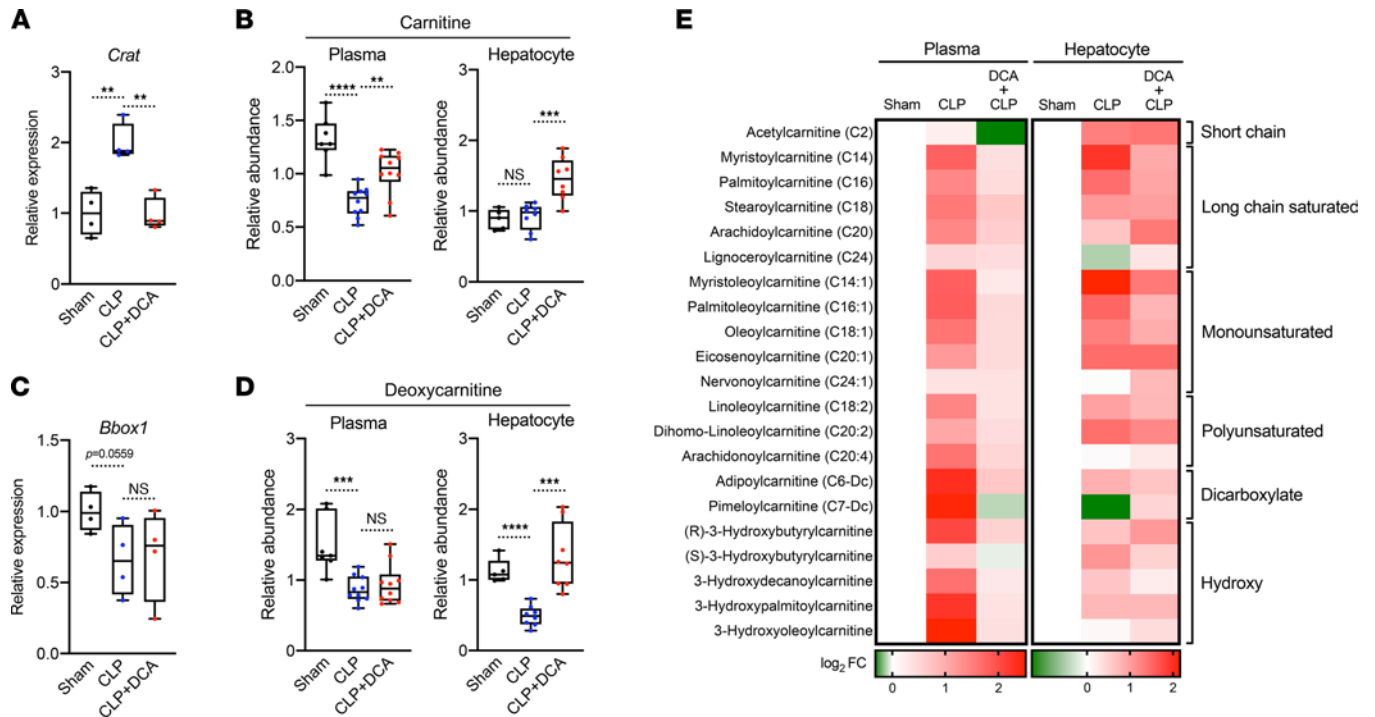 A
Crat
Relative expression
3
2
1
0
**
**
Sham
CLP
CLP+DCA
B
Carnitine
Plasma
Relative abundance
2.0
1.5
1.0
0.5
0.0
****
**
Sham
CLP
CLP+DCA
Hepatocyte
Relative abundance
3
2
1
0
NS
***
Sham
CLP
CLP+DCA
C
Bbox1
Relative expression
1.5
1.0
0.5
0.0
p=0.0559
NS
Sham
CLP
CLP+DCA
D
Deoxycarnitine
Plasma
Relative abundance
3
2
1
0
***
NS
Sham
CLP
CLP+DCA
Hepatocyte
Relative abundance
3
2
1
0
****
***
Sham
CLP
CLP+DCA
E
Plasma
Hepatocyte
Sham
CLP
DCA
+
CLP
Sham
CLP
DCA
+
CLP
Acetylcarnitine (C2)
Myristoylcarnitine (C14)
Palmitoylcarnitine (C16)
Stearoylcarnitine (C18)
Arachidoylcarnitine (C20)
Lignoceroylcarnitine (C24)
Myristoleoylcarnitine (C14:1)
Palmitoleoylcarnitine (C16:1)
Oleoylcarnitine (C18:1)
Eicosenoylcarnitine (C20:1)
Nervonoylcarnitine (C24:1)
Linoleoylcarnitine (C18:2)
Dihomo-Linoleoylcarnitine (C20:2)
Arachidonoylcarnitine (C20:4)
Adipoylcarnitine (C6-Dc)
Pimeloylcarnitine (C7-Dc)
(R)-3-Hydroxybutyrylcarnitine
(S)-3-Hydroxybutyrylcarnitine
3-Hydroxydecanoylcarnitine
3-Hydroxypalmitoylcarnitine
3-Hydroxyoleoylcarnitine
Short chain
Long chain saturated
Monounsaturated
Polyunsaturated
Dicarboxylate
Hydroxy
log2 FC
0 1 2
0 1 2